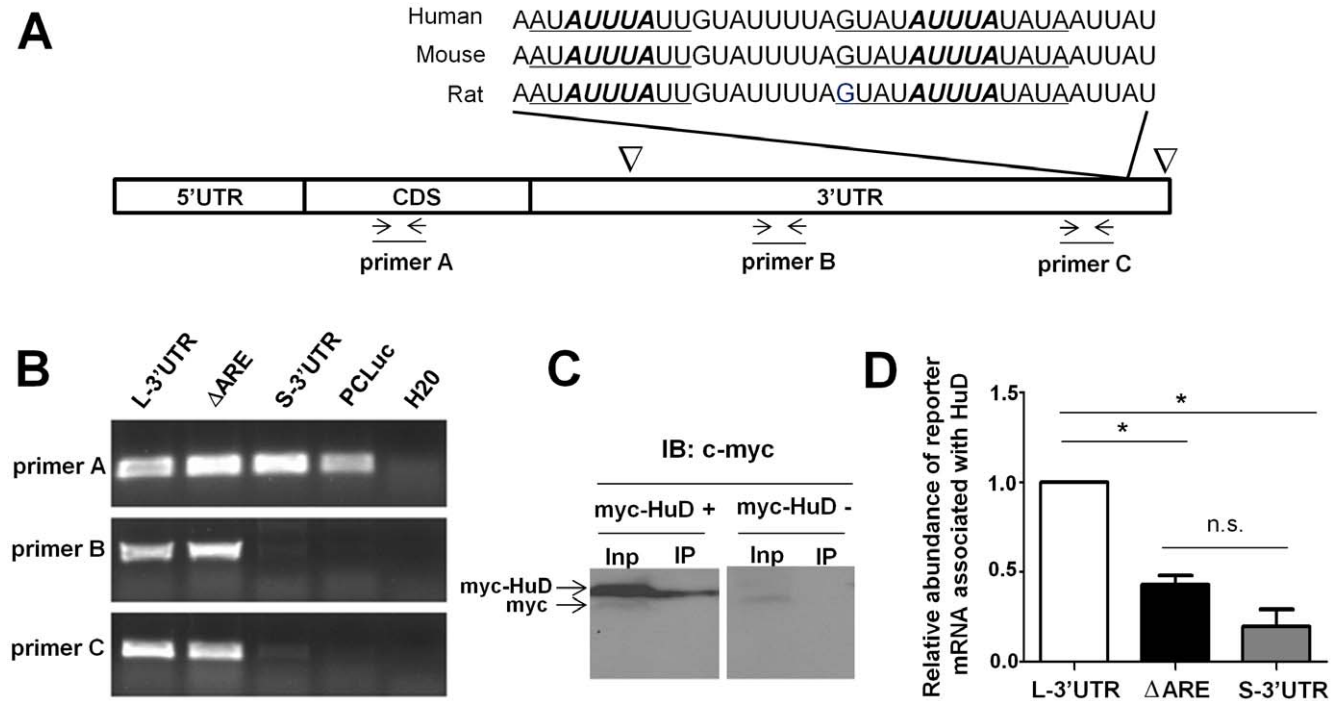 A
Human AAUAUUUAUUGUAUUUUAGUAUAUUUAUAUAAUUAU
Mouse AAUAUUUAUUGUAUUUUAGUAUAUUUAUAUAAUUAU
Rat AAUAUUUAUUGUAUUUUAGUAUAUUUAUAUAAUUAU
5'UTR CDS 3'UTR
primer A primer B primer C
B
L-3'UTR ΔARE S-3'UTR PCLuc H20
primer A
primer B
primer C
C
IB: c-myc
myc-HuD + myc-HuD -
Inp IP Inp IP
myc-HuD
myc
D
Relative abundance of reporter
mRNA associated with HuD
1.5
1.0
0.5
0.0
*
*
n.s.
L-3'UTR ΔARE S-3'UTR